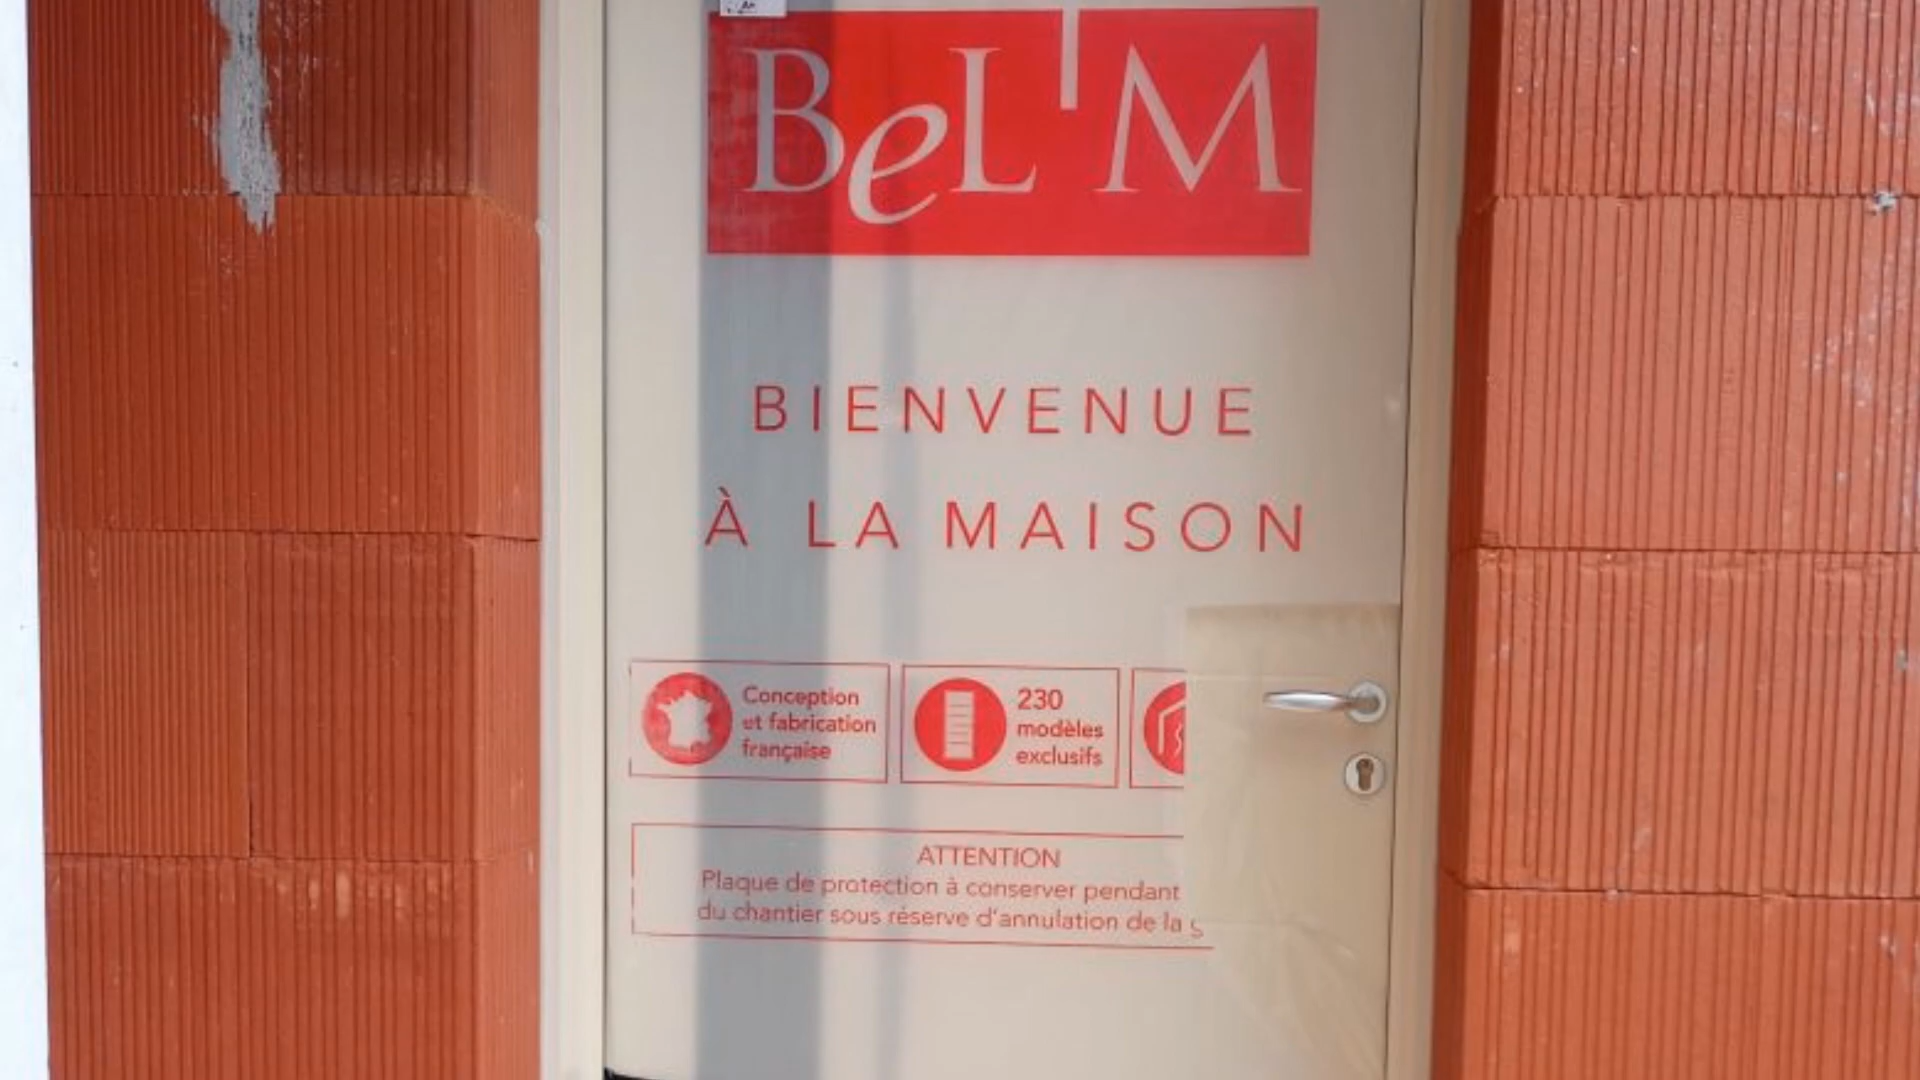 BeL'M
BIENVENUE
À LA MAISON
Conception
et fabrication
française
230
modèles
exclusifs
ATTENTION
Plaque de protection à conserver pendant
du chantier sous réserve d'annulation de la